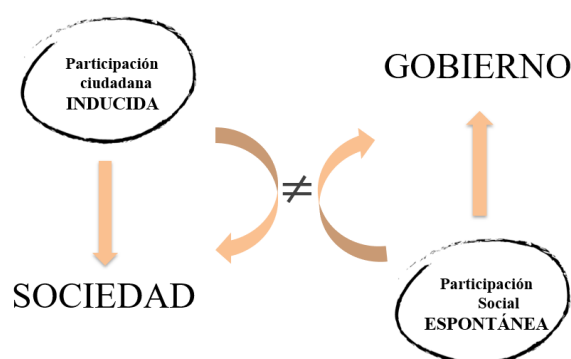 Participación
ciudadana
INDUCIDA
GOBIERNO
≠
SOCIEDAD
Participación
Social
ESPONTÁNEA